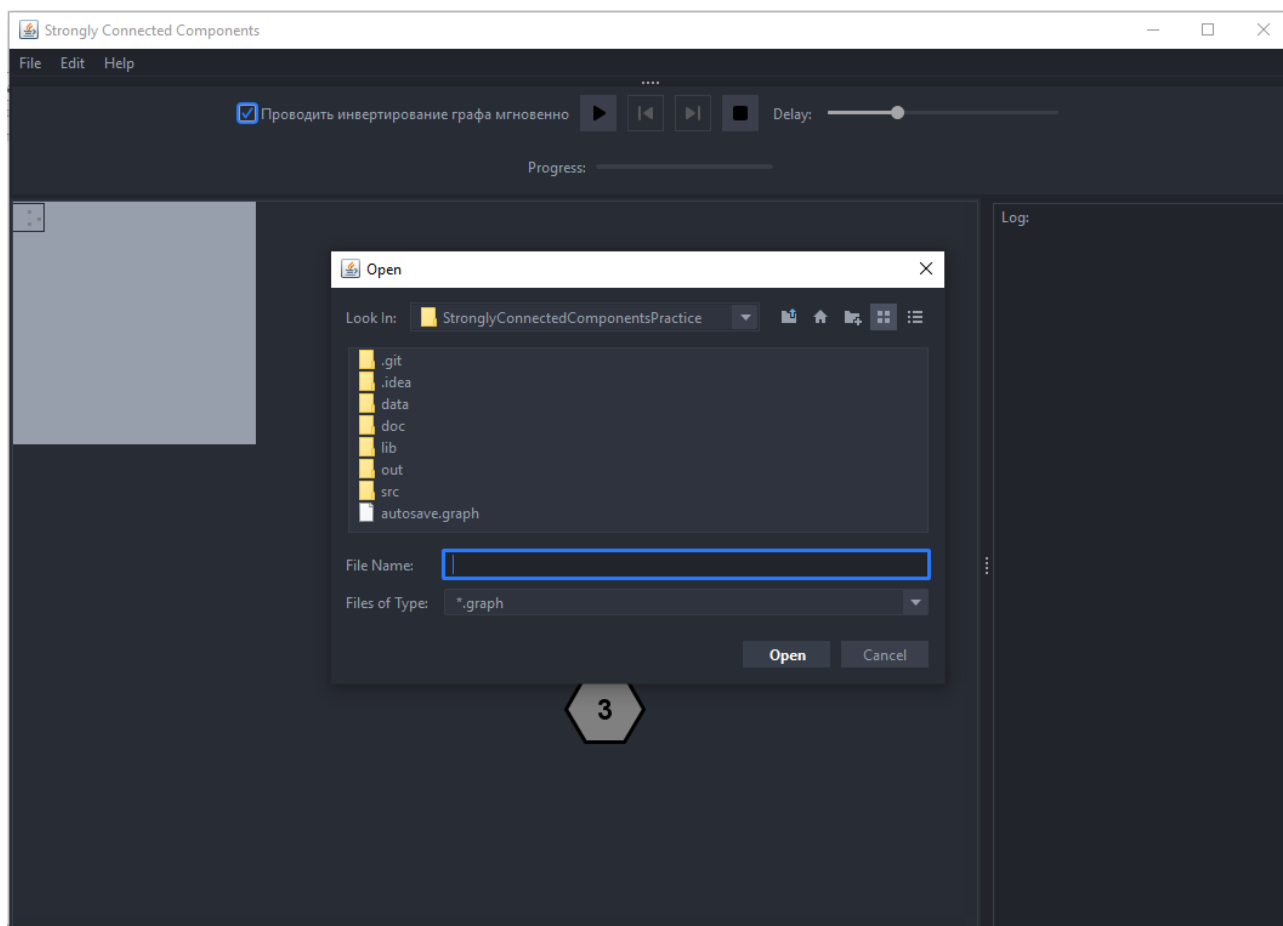 Strongly Connected Components
File Edit Help
Проводить инвертирование графа мгновенно Delay:
Progress:
Log:
Open
Look In: StronglyConnectedComponentsPractice
.git
.idea
data
doc
lib
out
src
autosave.graph
File Name:
Files of Type: *.graph
Open Cancel
3